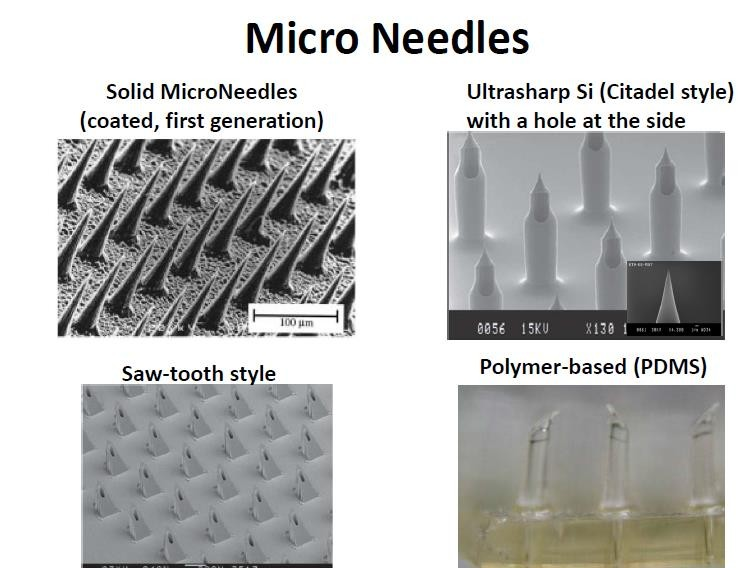 Micro Needles
Solid MicroNeedles
(coated, first generation)
Ultrasharp Si (Citadel style)
with a hole at the side
100 µm
0056 15KV X130 1
Saw-tooth style
Polymer-based (PDMS)